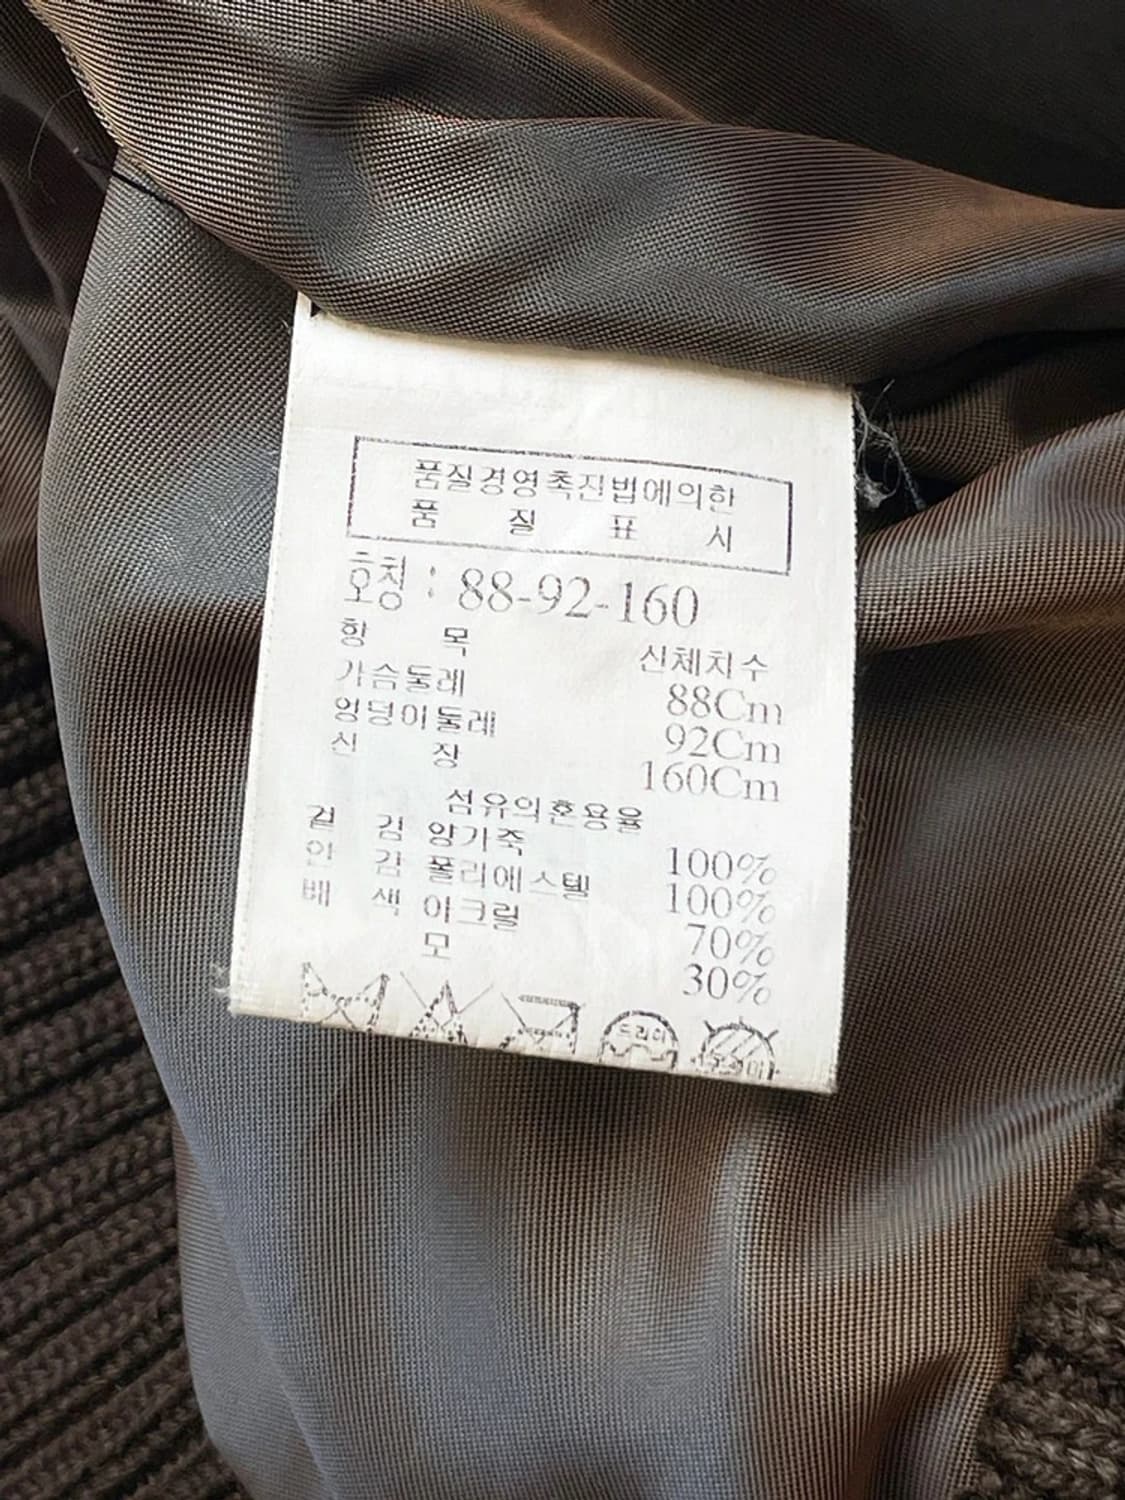 품질경영촉진법에의한
품 질 표 시
호칭 : 88-92-160
항 목 신체치수
가슴둘레 88Cm
엉덩이둘레 92Cm
신 장 160Cm
섬유의혼용율
겉 감 양가죽 100%
안 감 폴리에스텔 100%
배 색 아크릴 70%
모 30%
드라이